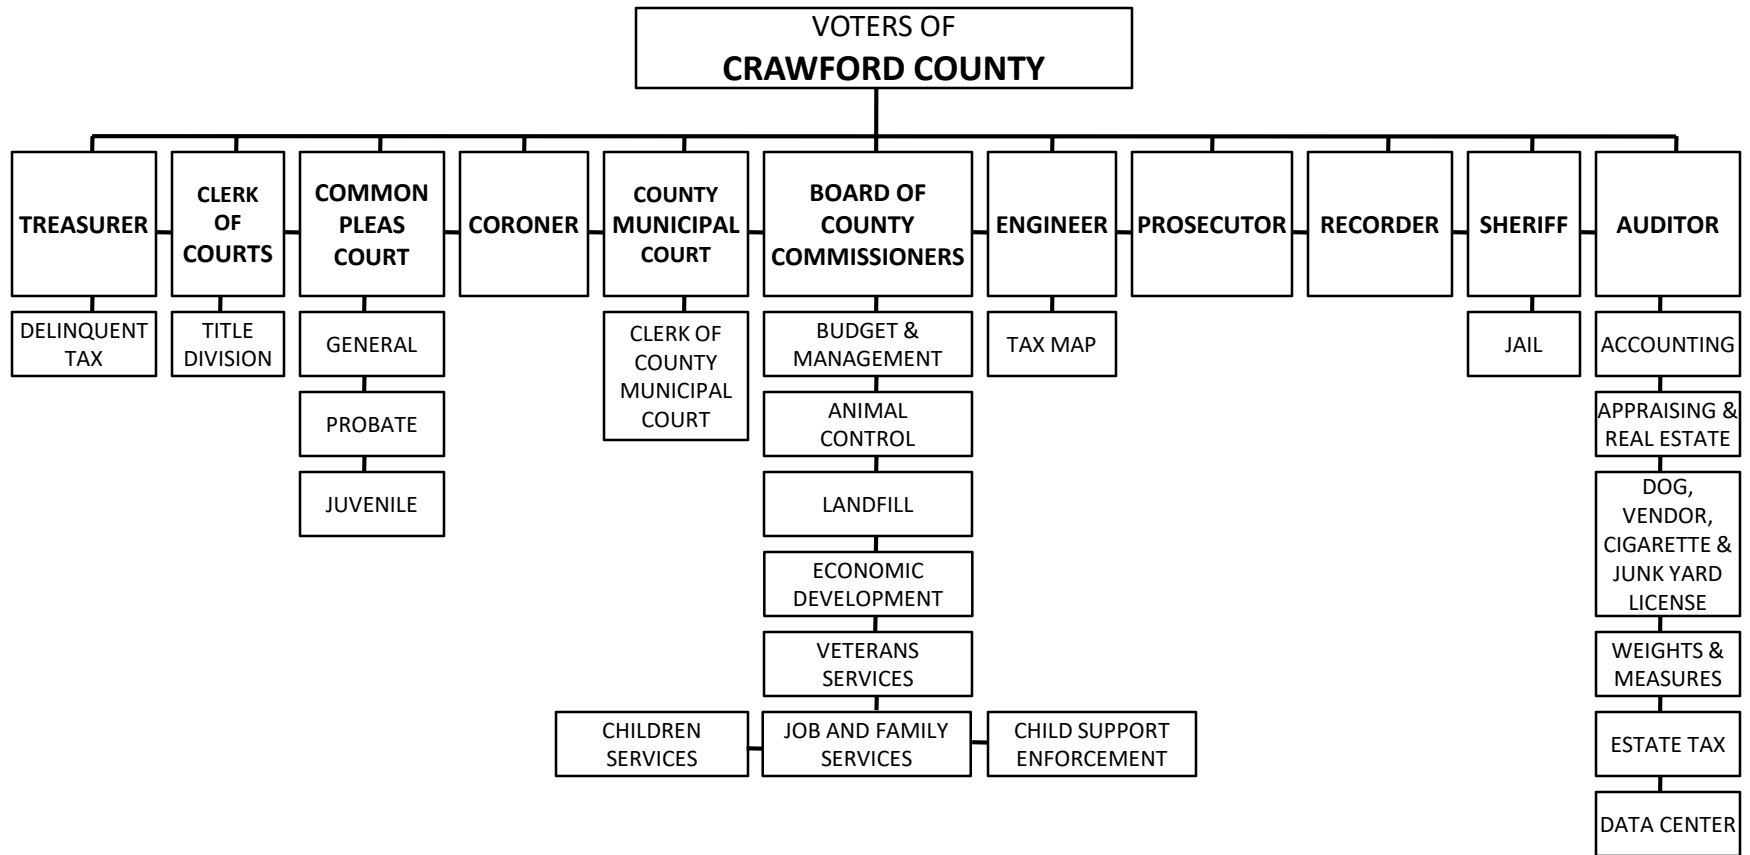 VOTERS OF
CRAWFORD COUNTY
TREASURER
CLERK
OF
COURTS
COMMON
PLEAS
COURT
CORONER
COUNTY
MUNICIPAL
COURT
BOARD OF
COUNTY
COMMISSIONERS
ENGINEER
PROSECUTOR
RECORDER
SHERIFF
AUDITOR
DELINQUENT
TAX
TITLE
DIVISION
GENERAL
PROBATE
JUVENILE
CLERK OF
COUNTY
MUNICIPAL
COURT
BUDGET &
MANAGEMENT
ANIMAL
CONTROL
LANDFILL
ECONOMIC
DEVELOPMENT
VETERANS
SERVICES
CHILDREN
SERVICES
JOB AND FAMILY
SERVICES
CHILD SUPPORT
ENFORCEMENT
TAX MAP
JAIL
ACCOUNTING
APPRAISING &
REAL ESTATE
DOG,
VENDOR,
CIGARETTE &
JUNK YARD
LICENSE
WEIGHTS &
MEASURES
ESTATE TAX
DATA CENTER